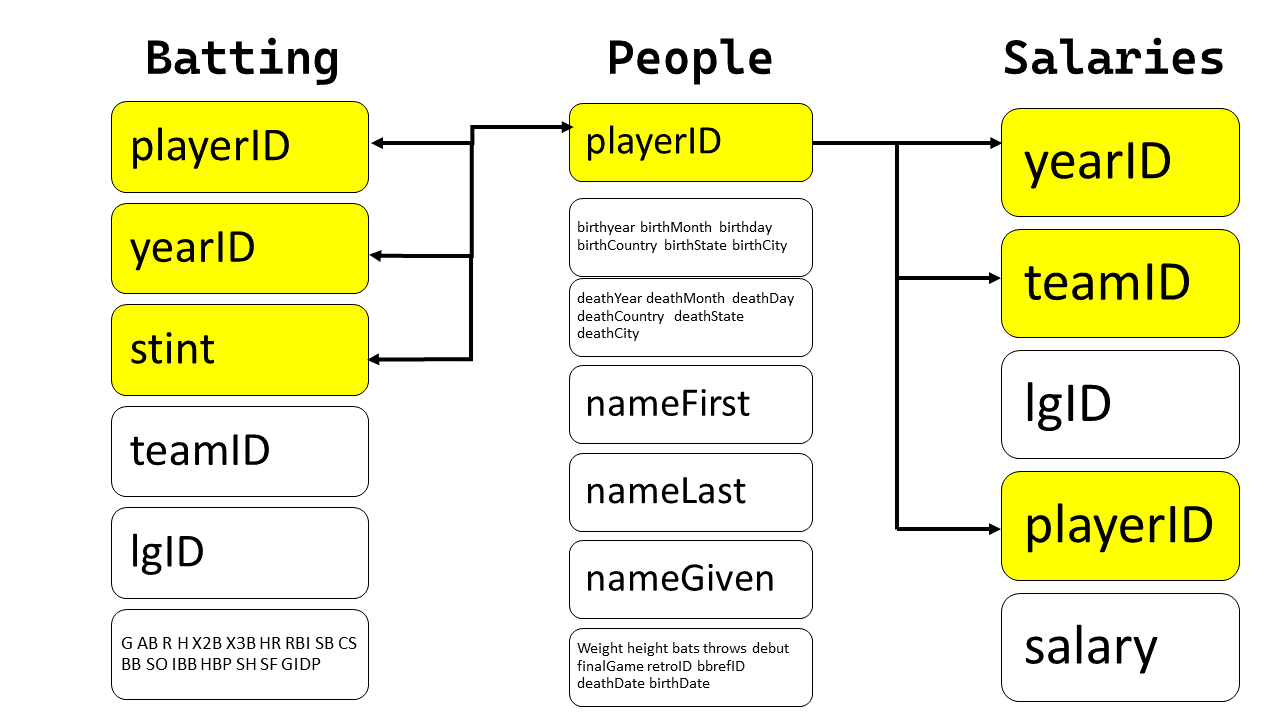 Batting
playerID
yearID
stint
teamID
lgID
G AB R H X2B X3B HR RBI SB CS
BB SO IBB HBP SH SF GIDP
People
playerID
birthyear birthMonth birthday
birthCountry birthState birthCity
deathYear deathMonth deathDay
deathCountry deathState
deathCity
nameFirst
nameLast
nameGiven
Weight height bats throws debut
finalGame retroID bbrefID
deathDate birthDate
Salaries
yearID
teamID
lgID
playerID
salary